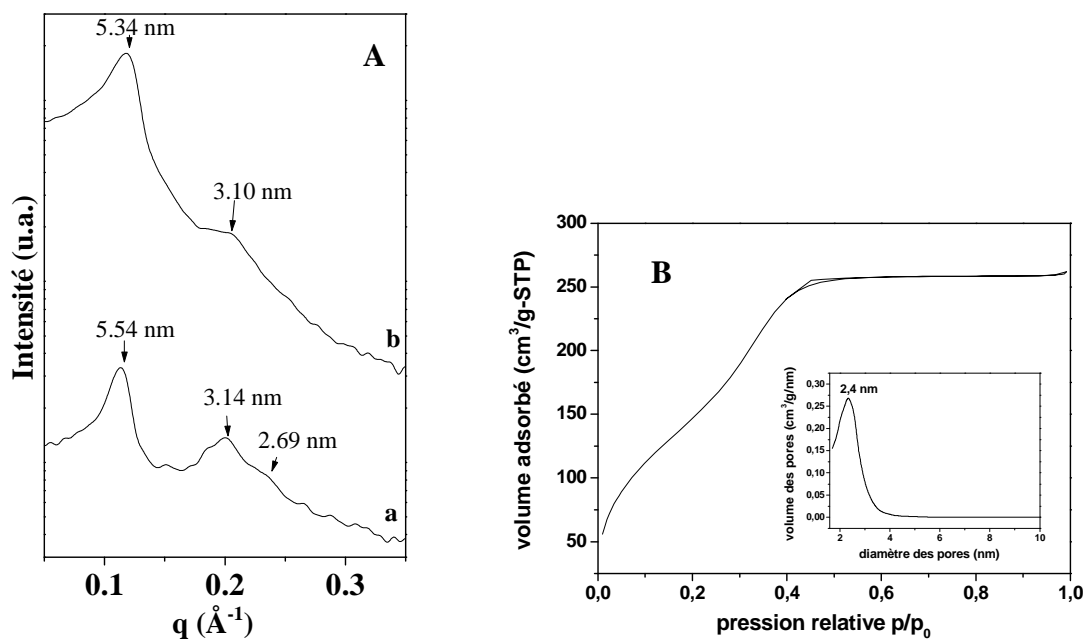 5.34 nm
A
3.10 nm
b
5.54 nm
3.14 nm
2.69 nm
a
Intensité (u.a.)
0.1 0.2 0.3
q (Å-1)
B
300
250
200
150
100
50
volume adsorbé (cm3/g-STP)
0,0 0,2 0,4 0,6 0,8 1,0
pression relative p/p0
2,4 nm
0,30
0,25
0,20
0,15
0,10
0,05
0,00
volume des pores (cm3/g/nm)
2 4 6 8 10
diamètre des pores (nm)